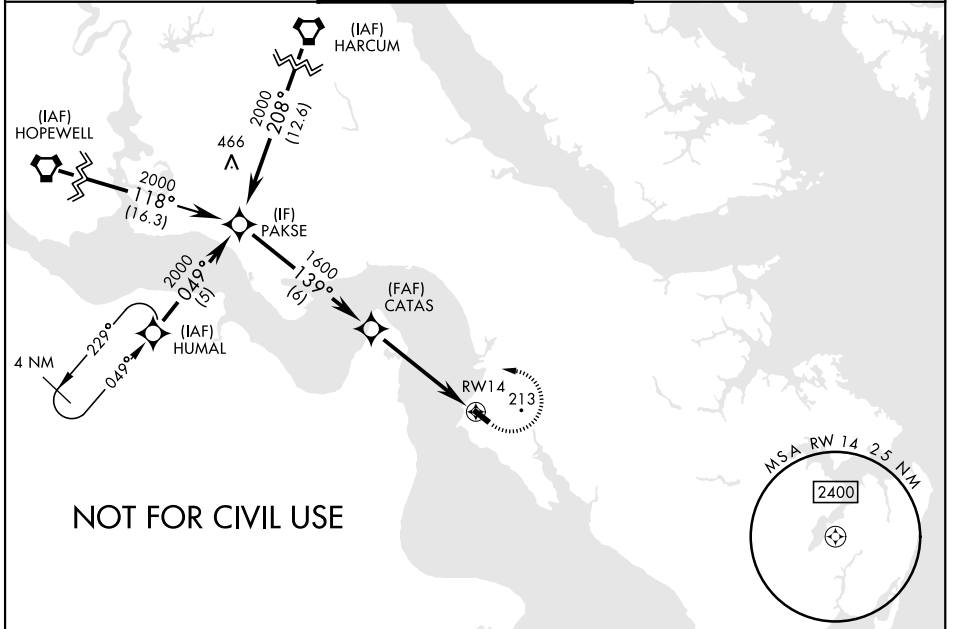 (IAF)
HARCUM
2000
208°
(12.6)
(IAF)
HOPEWELL
466
2000
118°
(16.3)
(IF)
PAKSE
2000
049°
(5)
1600
139°
(6)
(FAF)
CATAS
(IAF)
HUMAL
229°
4 NM
049°
RW14
213
MSA RW 14 25 NM
2400
NOT FOR CIVIL USE